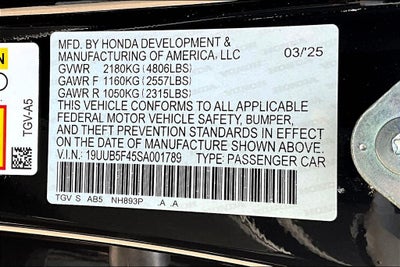 MFD. BY HONDA DEVELOPMENT &
MANUFACTURING OF AMERICA, LLC 03/'25
GVWR 2180KG (4806LBS)
GAWR F 1160KG (2557LBS)
GAWR R 1050KG (2315LBS)
THIS VEHICLE CONFORMS TO ALL APPLICABLE
FEDERAL MOTOR VEHICLE SAFETY, BUMPER,
AND THEFT PREVENTION STANDARDS IN EFFECT
ON THE DATE OF MANUFACTURE SHOWN ABOVE.
V.I.N.: 19UUB5F45SA001789 TYPE: PASSENGER CAR
TGV S AB5 NH893P .A .A
TGV-A5